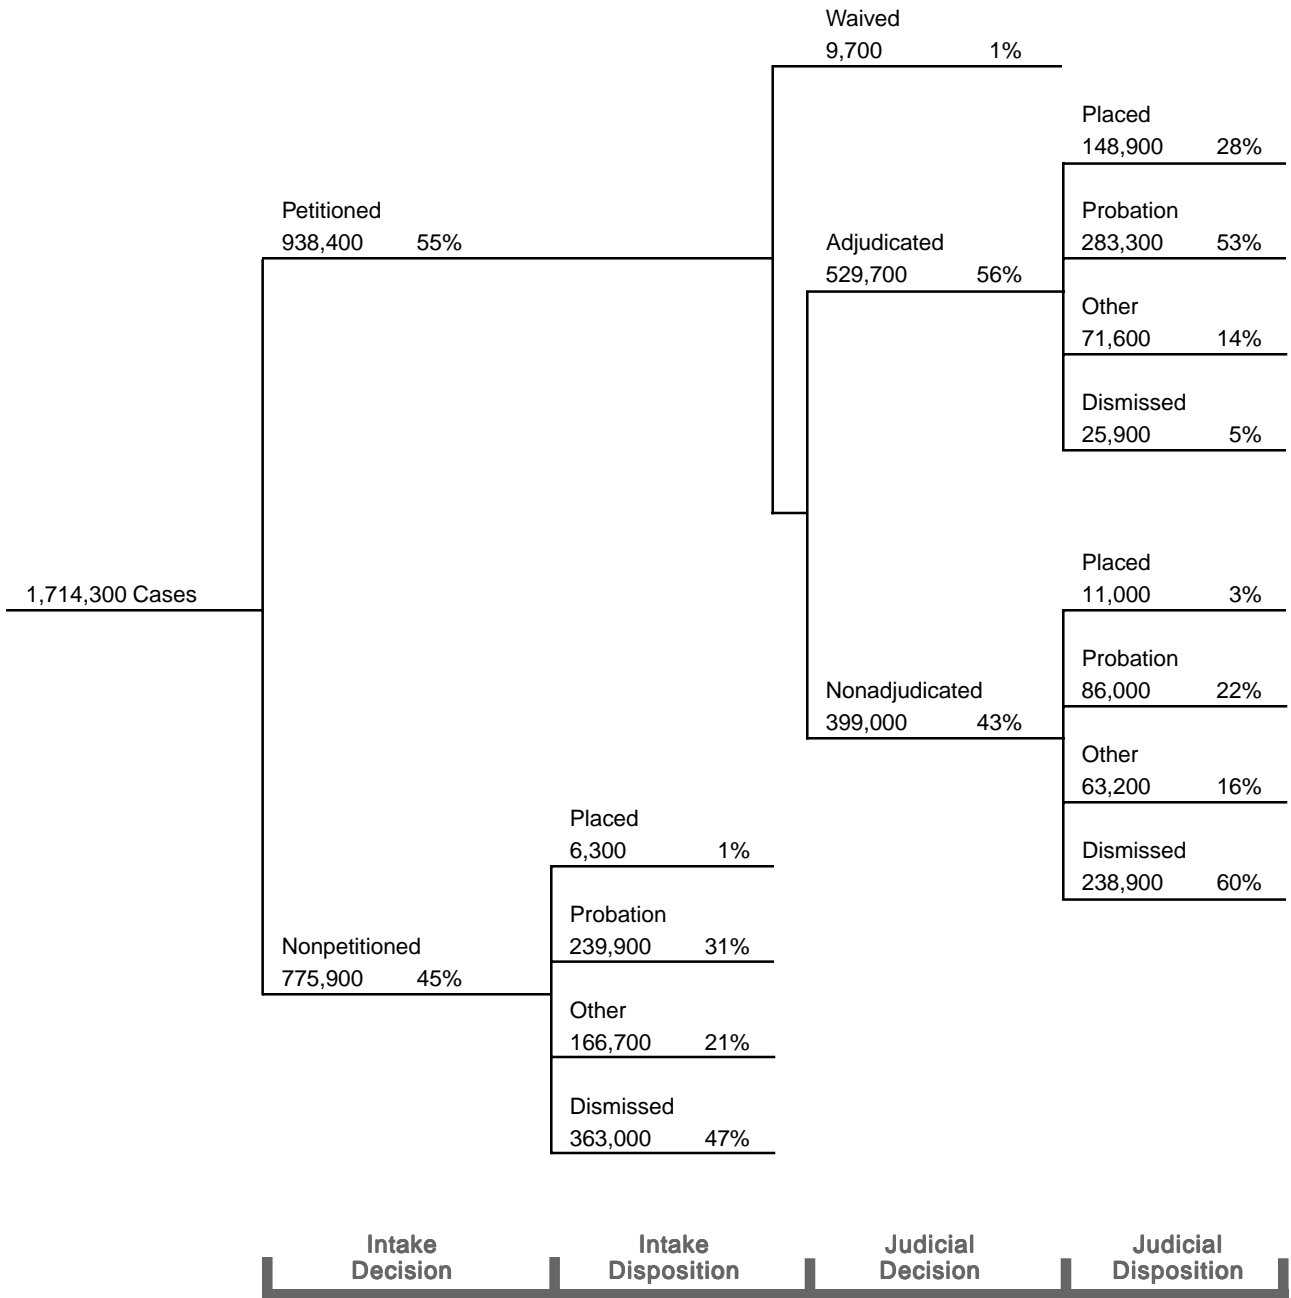 Waived
9,700 1%
Placed
148,900 28%
Petitioned
938,400 55%
Probation
283,300 53%
Adjudicated
529,700 56%
Other
71,600 14%
Dismissed
25,900 5%
1,714,300 Cases
Placed
11,000 3%
Probation
86,000 22%
Nonadjudicated
399,000 43%
Other
63,200 16%
Dismissed
238,900 60%
Placed
6,300 1%
Probation
239,900 31%
Nonpetitioned
775,900 45%
Other
166,700 21%
Dismissed
363,000 47%
Intake
Decision
Intake
Disposition
Judicial
Decision
Judicial
Disposition